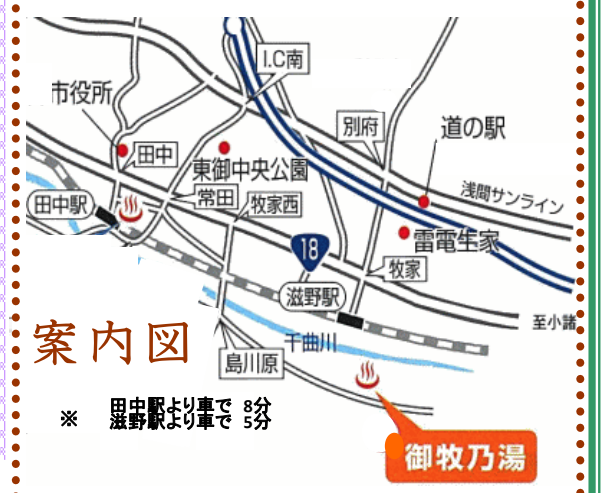 I.C南
市役所
別府
道の駅
田中
東御中央公園
浅間サンライン
常田
田中駅
牧家西
雷電生家
18
牧家
滋野駅
至小諸
千曲川
案内図
島川原
※ 田中駅より車で 8分
滋野駅より車で 5分
御牧乃湯